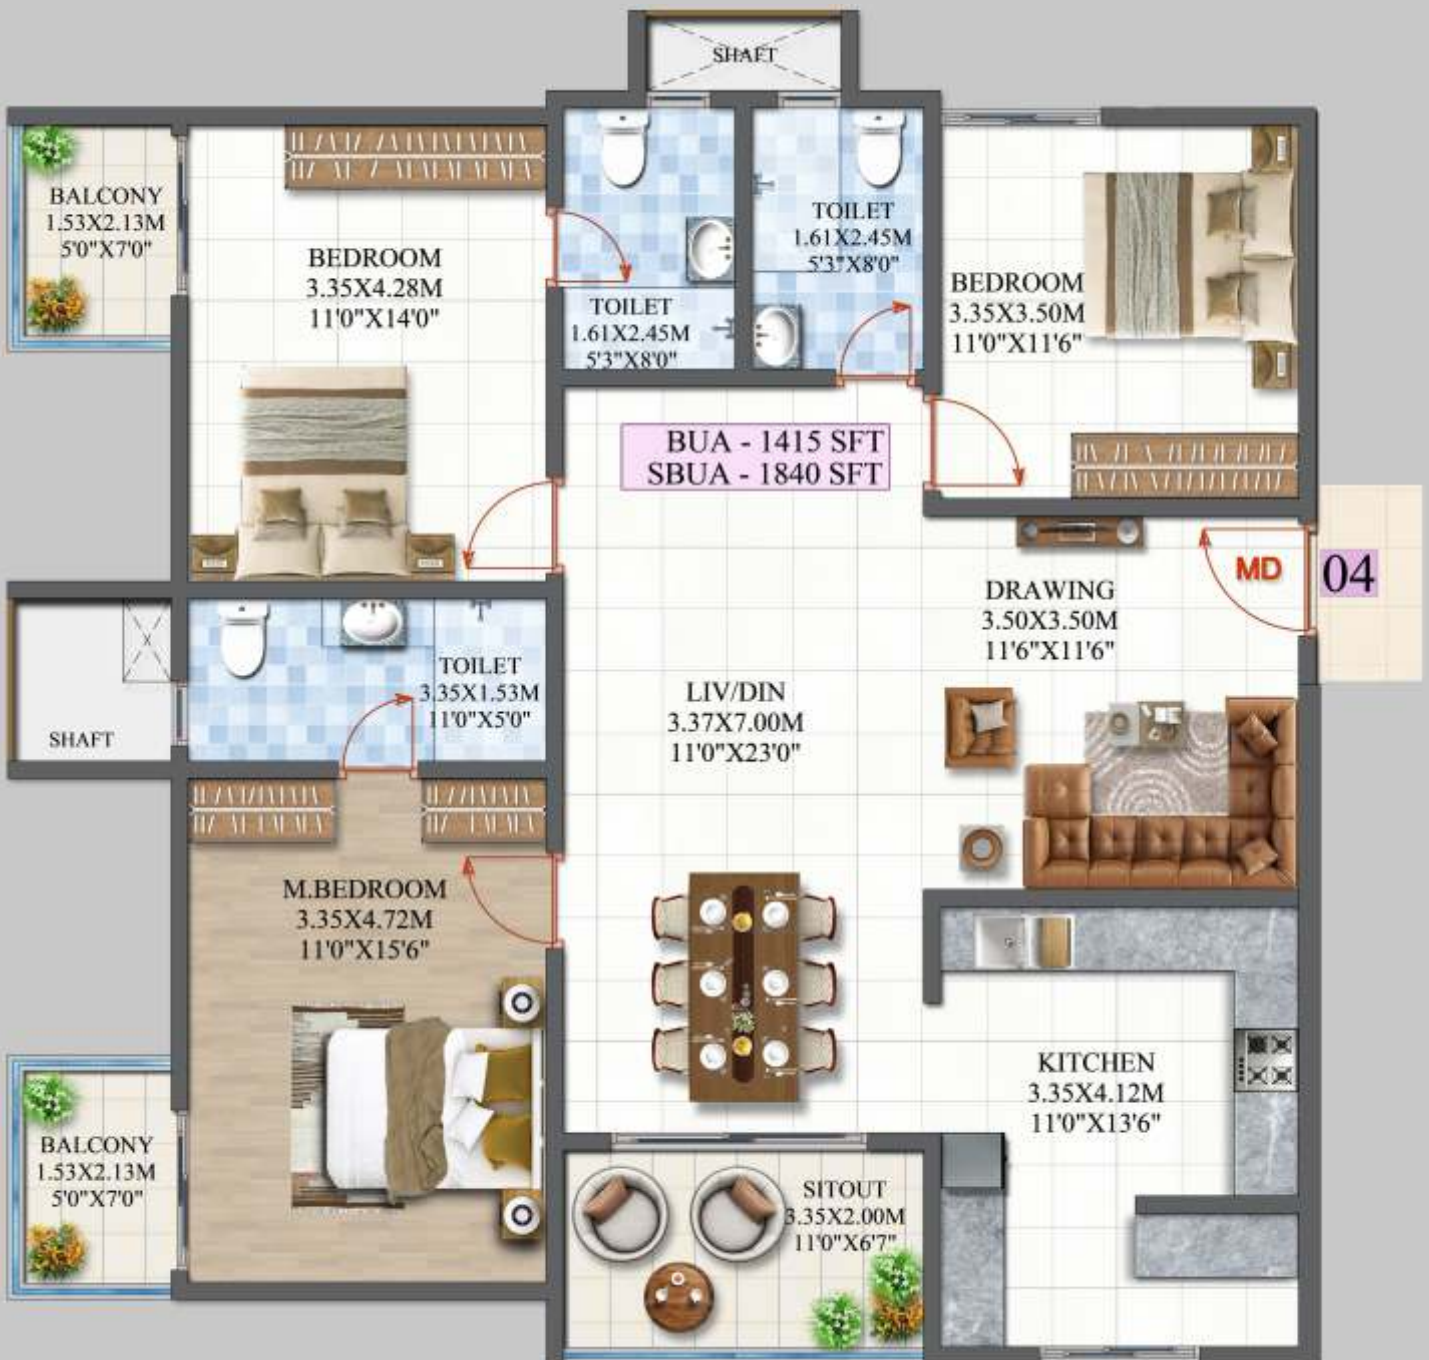 SHAFT
BALCONY
1.53X2.13M
5'0"X7'0"
BEDROOM
3.35X4.28M
11'0"X14'0"
TOILET
1.61X2.45M
5'3"X8'0"
TOILET
1.61X2.45M
5'3"X8'0"
BEDROOM
3.35X3.50M
11'0"X11'6"
BUA - 1415 SFT
SBUA - 1840 SFT
MD
04
DRAWING
3.50X3.50M
11'6"X11'6"
SHAFT
TOILET
3.35X1.53M
11'0"X5'0"
LIV/DIN
3.37X7.00M
11'0"X23'0"
M.BEDROOM
3.35X4.72M
11'0"X15'6"
KITCHEN
3.35X4.12M
11'0"X13'6"
BALCONY
1.53X2.13M
5'0"X7'0"
SITOUT
3.35X2.00M
11'0"X6'7"